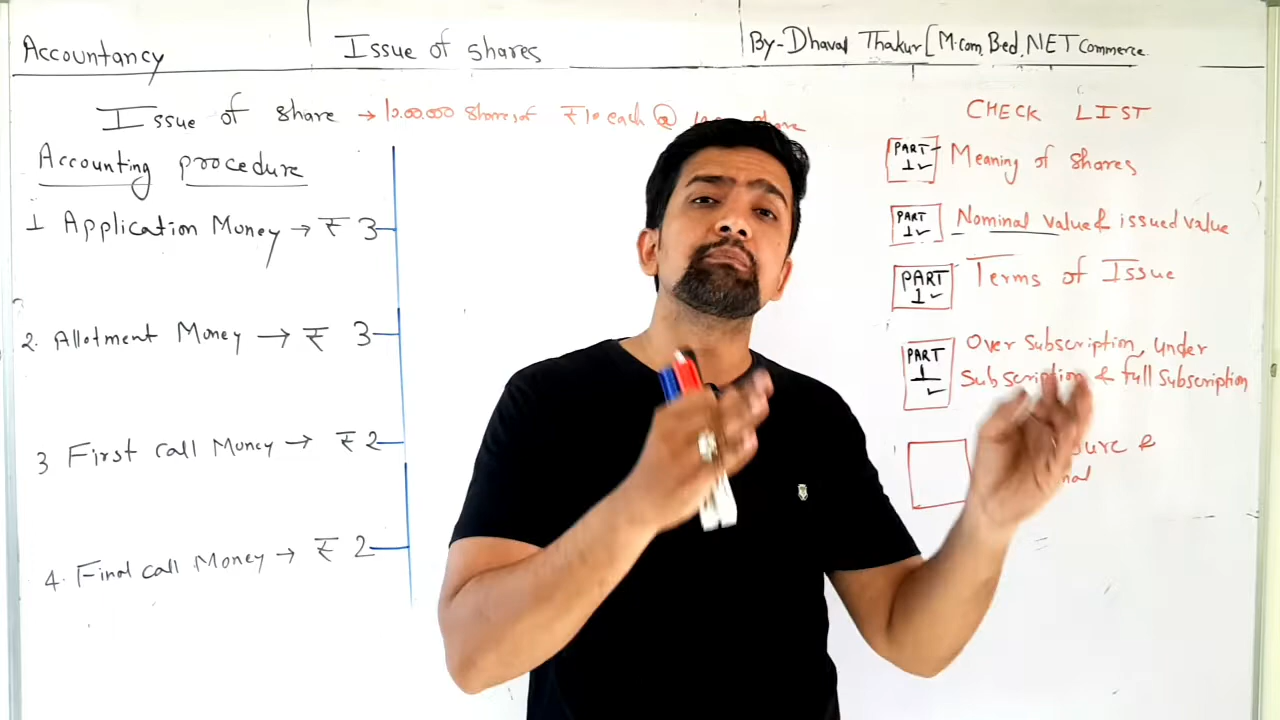 Accountancy
Issue of shares
By-Dhaval Thakur [M.com, Bed, NET Commerce
Issue of share → 10,00,000 shares of ₹10 each @
Accounting procedure
1 Application Money → ₹ 3
2. Allotment Money → ₹ 3
3 First call Money → ₹ 2
4. Final call Money → ₹ 2
CHECK LIST
PART 1 ✓ Meaning of shares
PART 1 ✓ Nominal value & issued value
PART 1 ✓ Terms of Issue
PART 1 ✓ Over Subscription, Under
Subscription & full Subscription
&